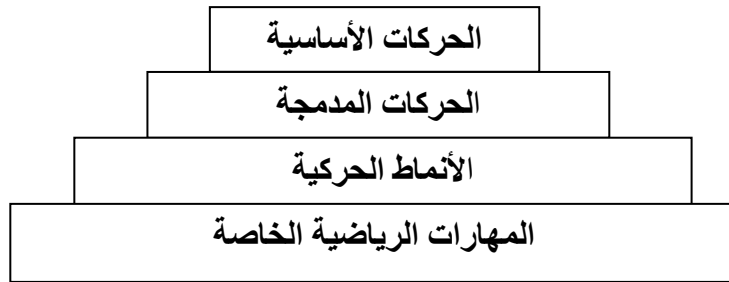 الحركات الأساسية
الحركات المدمجة
الأنماط الحركية
المهارات الرياضية الخاصة